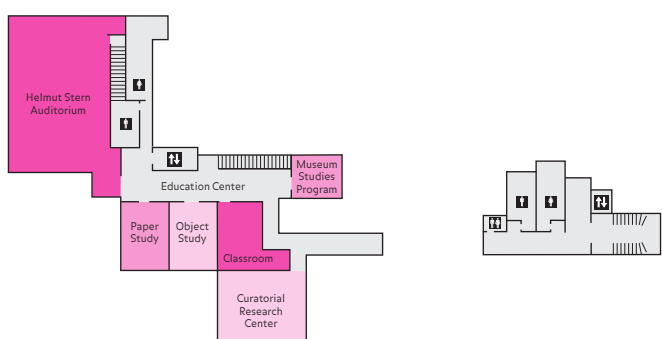 Helmut Stern
Auditorium
Museum
Studies
Program
Education Center
Paper
Study
Object
Study
Classroom
Curatorial
Research
Center